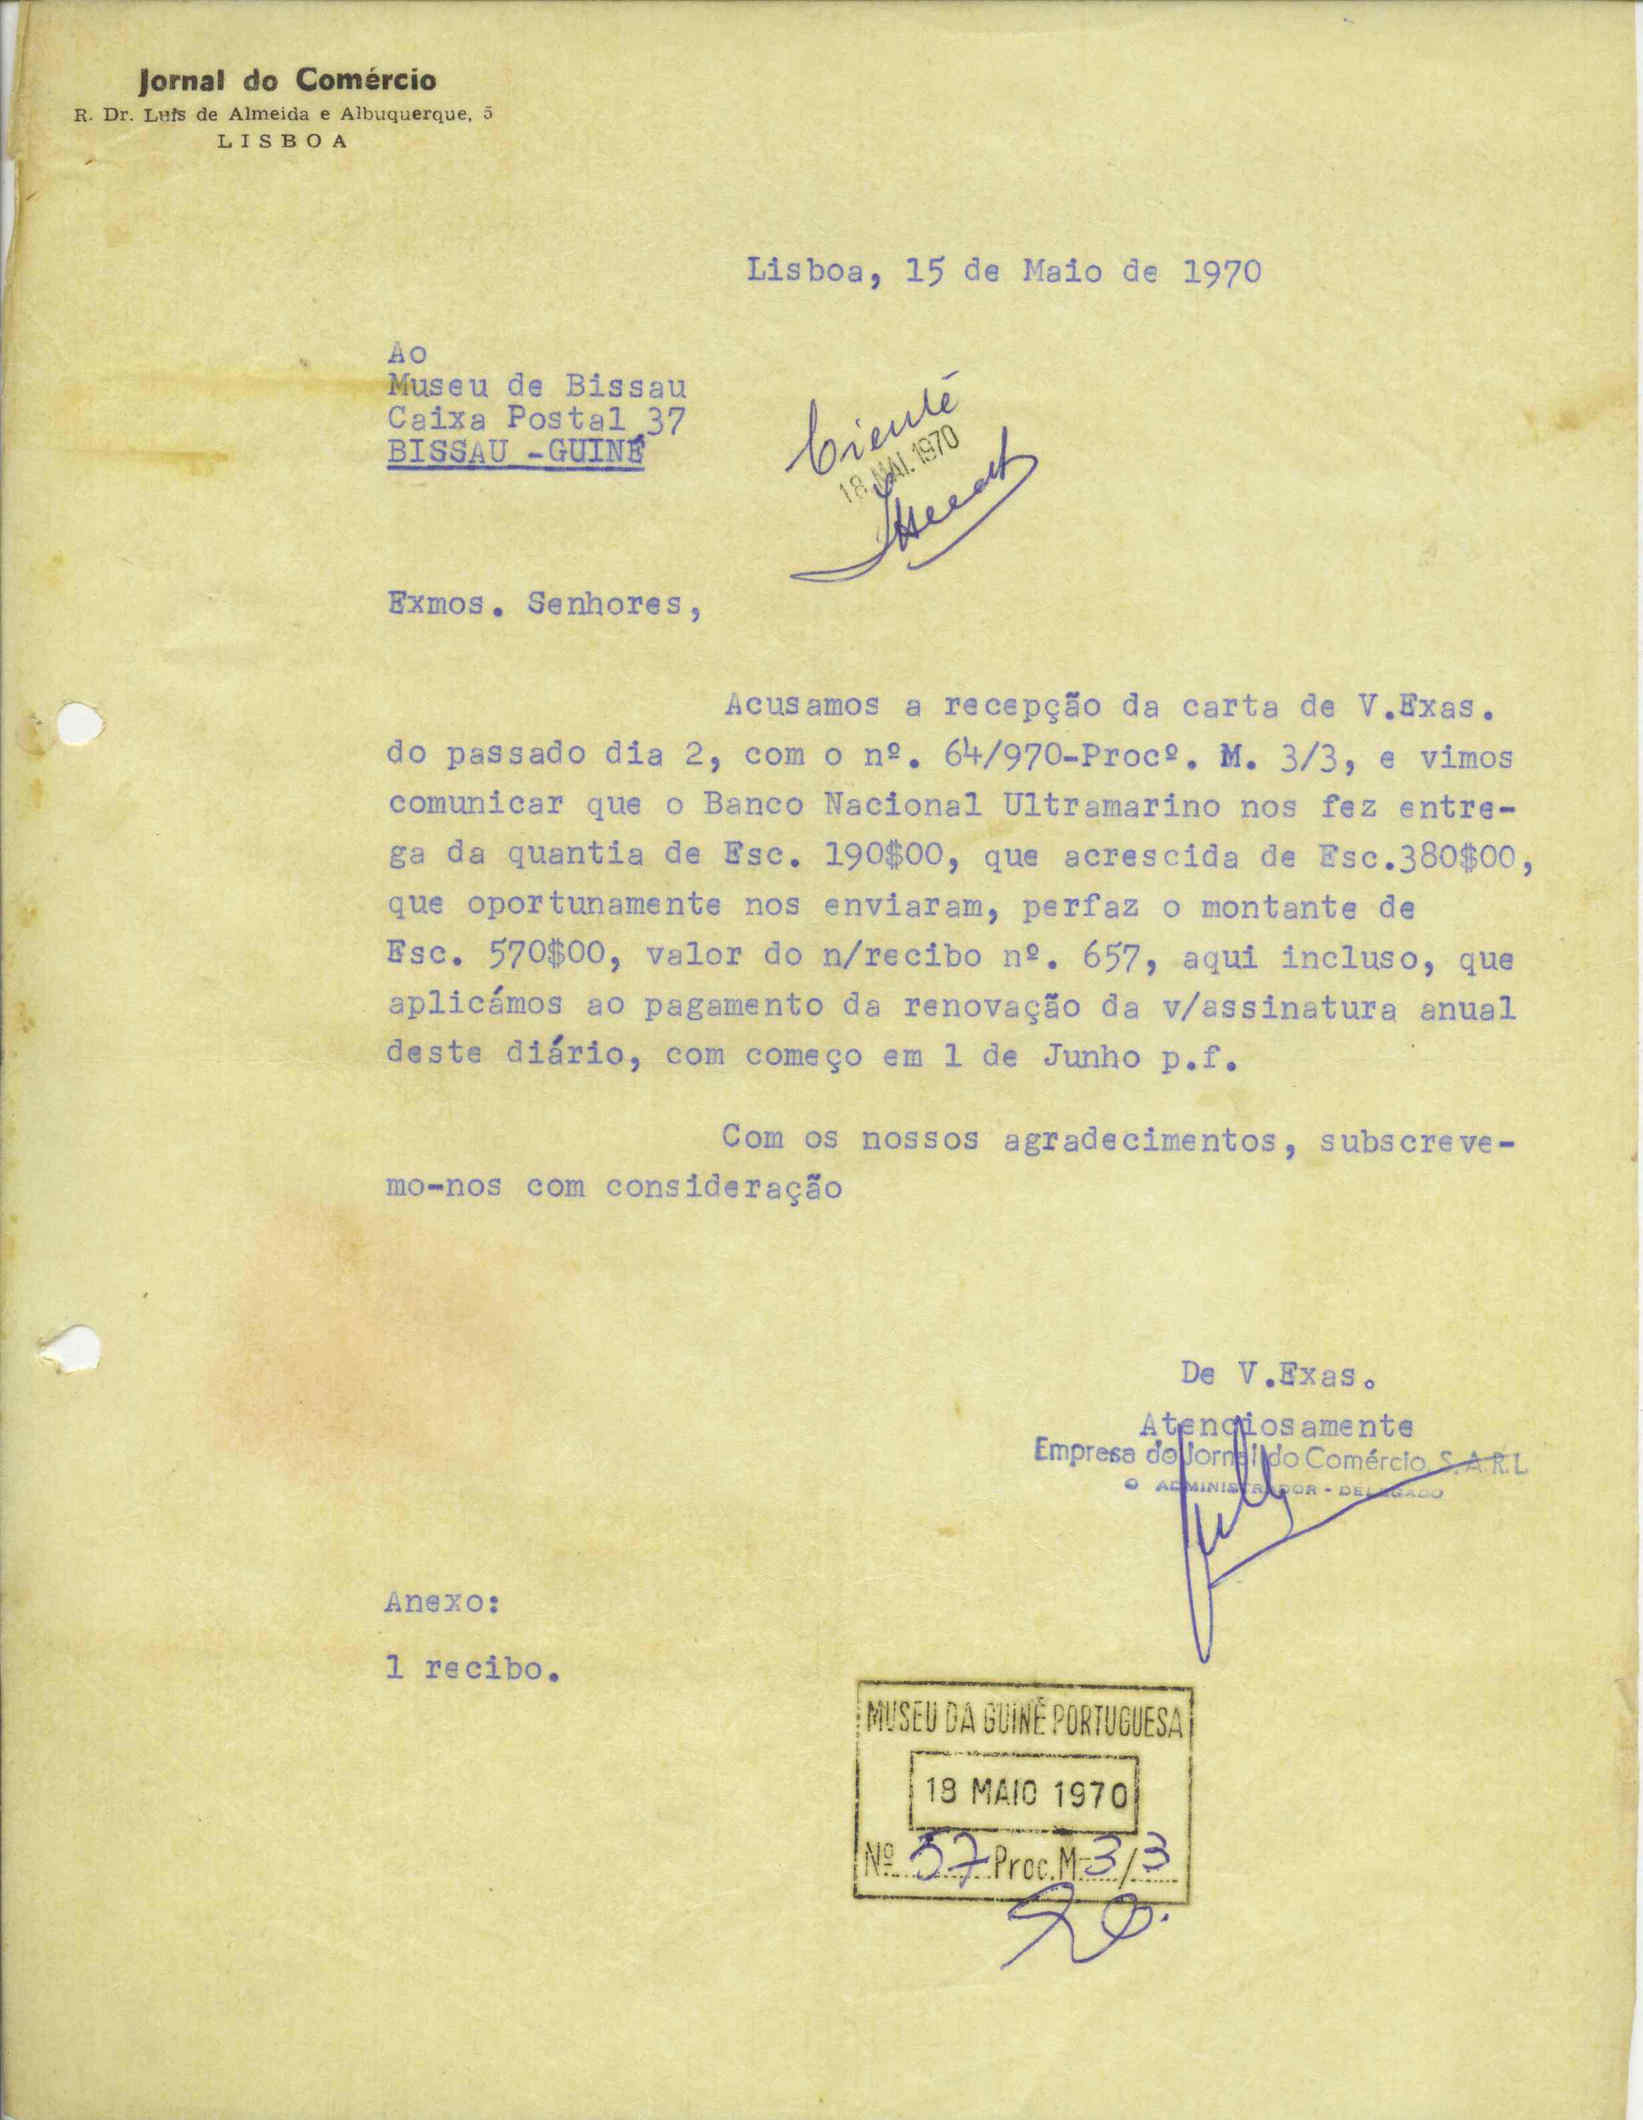 Jornal do Comércio
R. Dr. Luís de Almeida e Albuquerque, 5
LISBOA
Lisboa, 15 de Maio de 1970
Ao
Museu de Bissau
Caixa Postal 37
BISSAU -GUINÉ
Ciente
18. MAI. 1970
Exmos. Senhores,
Acusamos a recepção da carta de V.Exas.
do passado dia 2, com o nº. 64/970-Procº. M. 3/3, e vimos
comunicar que o Banco Nacional Ultramarino nos fez entre-
ga da quantia de Esc. 190$00, que acrescida de Esc.380$00,
que oportunamente nos enviaram, perfaz o montante de
Esc. 570$00, valor do n/recibo nº. 657, aqui incluso, que
aplicámos ao pagamento da renovação da v/assinatura anual
deste diário, com começo em 1 de Junho p.f.
Com os nossos agradecimentos, subscreve-
mo-nos com consideração
De V.Exas.
Atenciosamente
Empresa do Jornal do Comércio, S.A.R.L
O ADMINISTRADOR - DELEGADO
Anexo:
1 recibo.
MUSEU DA GUINÉ PORTUGUESA
18 MAIO 1970
Nº 57 Proc. M-3/3